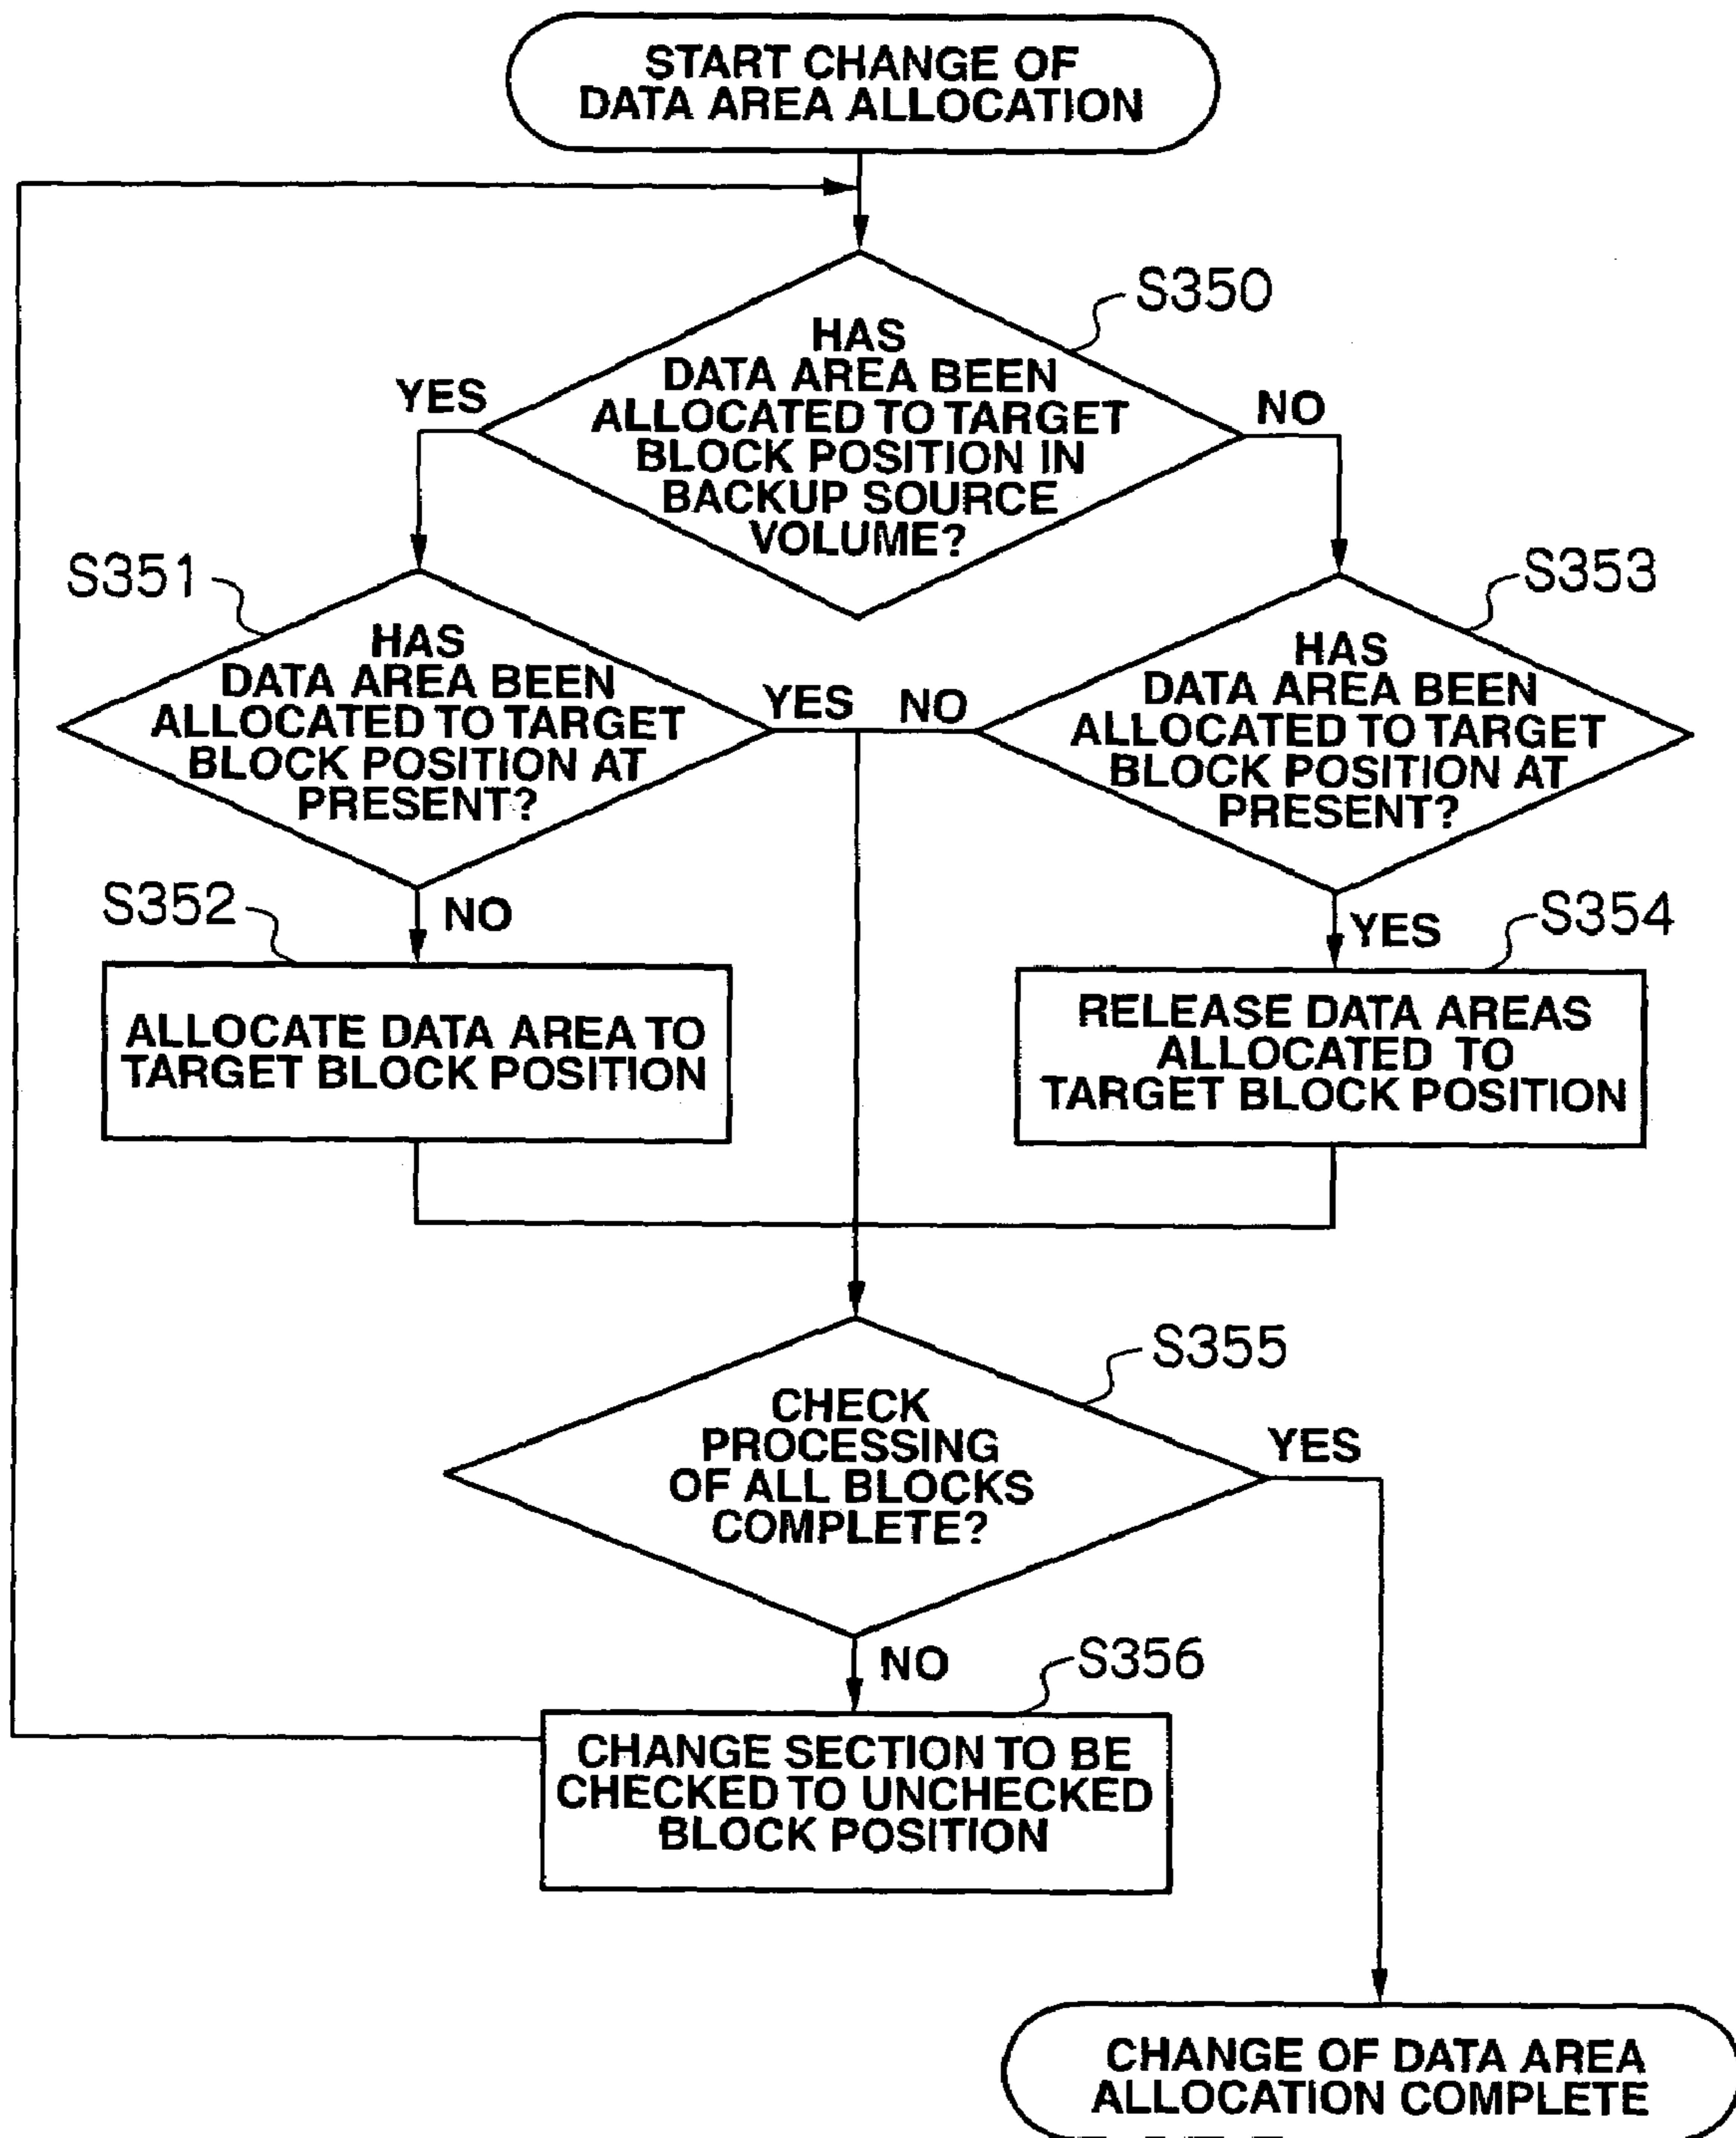 START CHANGE OF
DATA AREA ALLOCATION
S350
HAS
DATA AREA BEEN
ALLOCATED TO TARGET
BLOCK POSITION IN
BACKUP SOURCE
VOLUME?
YES
NO
S351
HAS
DATA AREA BEEN
ALLOCATED TO TARGET
BLOCK POSITION AT
PRESENT?
YES
NO
S353
HAS
DATA AREA BEEN
ALLOCATED TO TARGET
BLOCK POSITION AT
PRESENT?
NO
YES
S352
ALLOCATE DATA AREA TO
TARGET BLOCK POSITION
S354
RELEASE DATA AREAS
ALLOCATED TO
TARGET BLOCK POSITION
S355
CHECK
PROCESSING
OF ALL BLOCKS
COMPLETE?
YES
NO
S356
CHANGE SECTION TO BE
CHECKED TO UNCHECKED
BLOCK POSITION
CHANGE OF DATA AREA
ALLOCATION COMPLETE